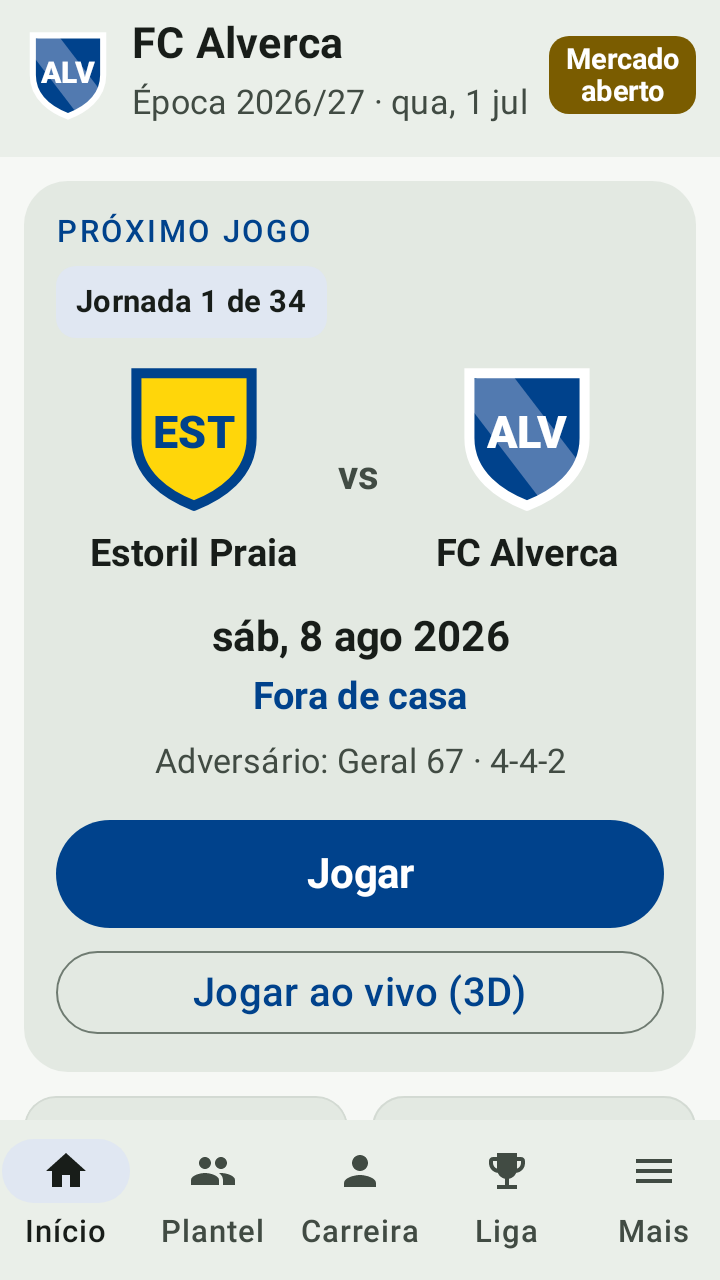 ALV
FC Alverca
Época 2026/27 · qua, 1 jul
Mercado
aberto
PRÓXIMO JOGO
Jornada 1 de 34
EST
vs
ALV
Estoril Praia
FC Alverca
sáb, 8 ago 2026
Fora de casa
Adversário: Geral 67 · 4-4-2
Jogar
Jogar ao vivo (3D)
Início
Plantel
Carreira
Liga
Mais